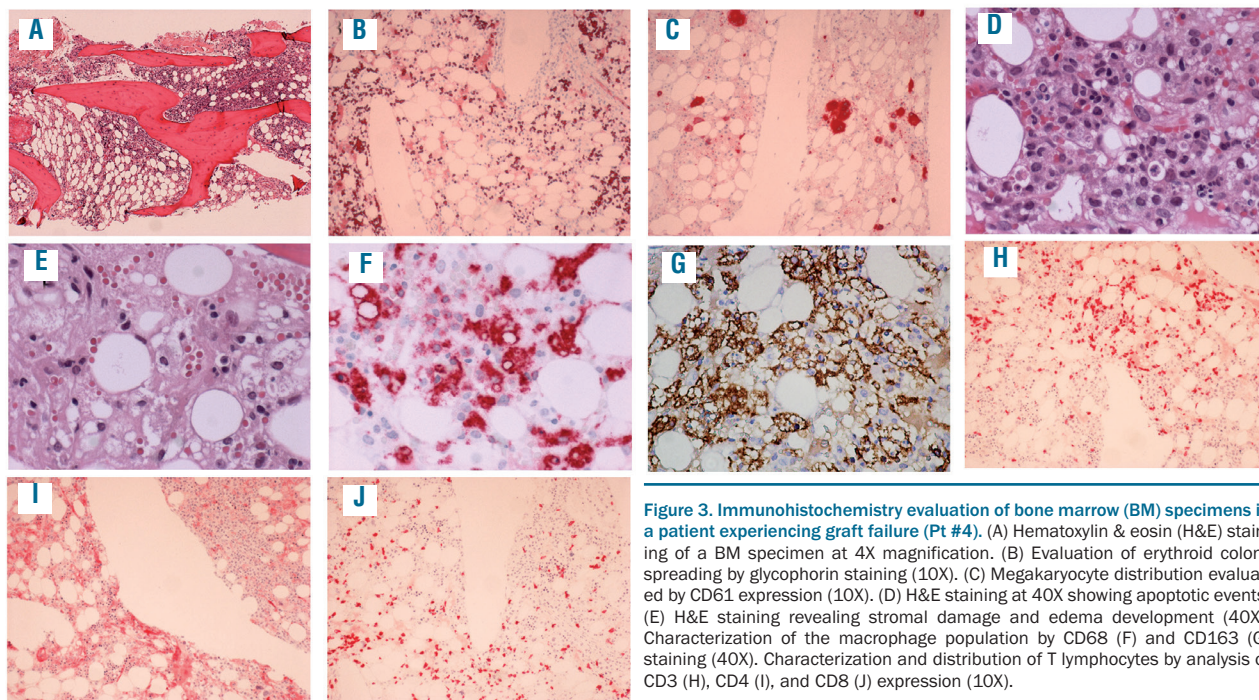 A
B
C
D
E
F
G
H
I
J
Figure 3. Immunohistochemistry evaluation of bone marrow (BM) specimens i
a patient experiencing graft failure (Pt #4). (A) Hematoxylin & eosin (H&E) stain
ing of a BM specimen at 4X magnification. (B) Evaluation of erythroid colon
spreading by glycophorin staining (10X). (C) Megakaryocyte distribution evalua
ed by CD61 expression (10X). (D) H&E staining at 40X showing apoptotic events
(E) H&E staining revealing stromal damage and edema development (40X
Characterization of the macrophage population by CD68 (F) and CD163 (G
staining (40X). Characterization and distribution of T lymphocytes by analysis o
CD3 (H), CD4 (I), and CD8 (J) expression (10X).